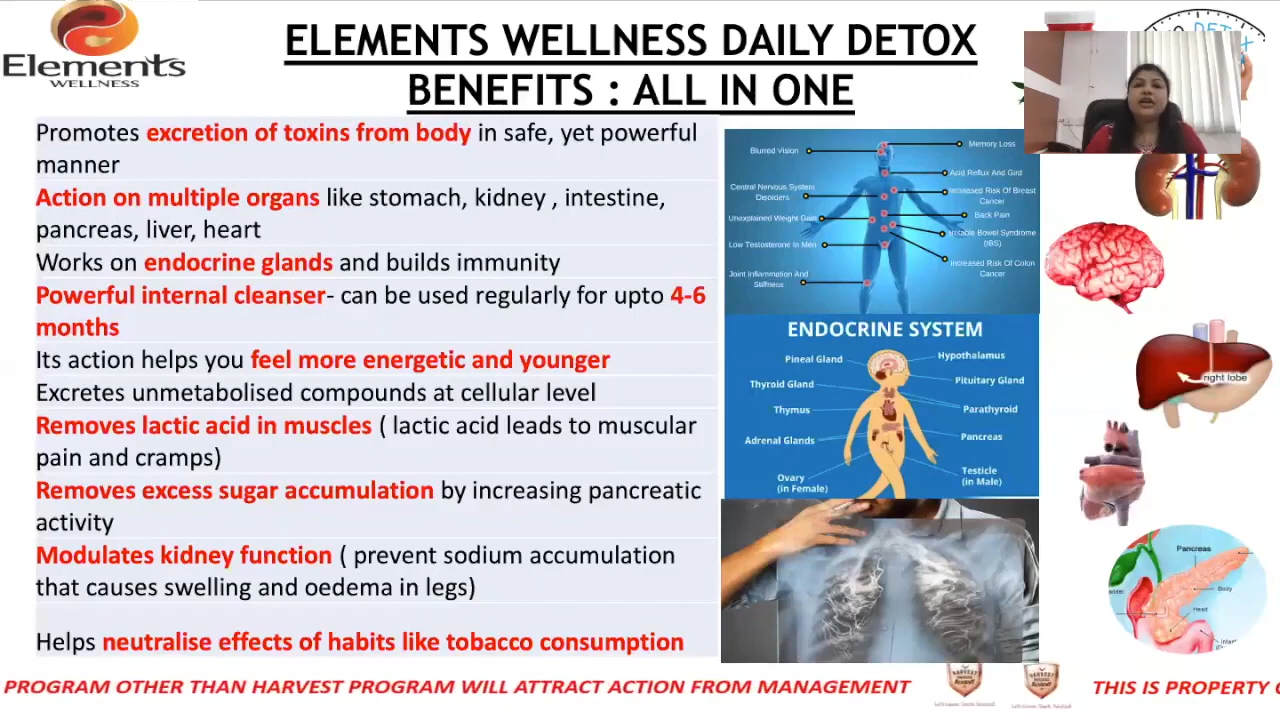 Elements
WELLNESS
ELEMENTS WELLNESS DAILY DETOX
BENEFITS : ALL IN ONE
DETOX
Promotes excretion of toxins from body in safe, yet powerful
manner
Action on multiple organs like stomach, kidney , intestine,
pancreas, liver, heart
Works on endocrine glands and builds immunity
Powerful internal cleanser- can be used regularly for upto 4-6
months
Its action helps you feel more energetic and younger
Excretes unmetabolised compounds at cellular level
Removes lactic acid in muscles ( lactic acid leads to muscular
pain and cramps)
Removes excess sugar accumulation by increasing pancreatic
activity
Modulates kidney function ( prevent sodium accumulation
that causes swelling and oedema in legs)
Helps neutralise effects of habits like tobacco consumption
Blurred Vision
Central Nervous System
Disorders
Unexplained Weight Gain
Low Testosterone In Men
Joint Inflammation And
Stiffness
Memory Loss
Acid Reflux And Gird
Increased Risk Of Breast
Cancer
Back Pain
Irritable Bowel Syndrome
(IBS)
Increased Risk Of Colon
Cancer
ENDOCRINE SYSTEM
Pineal Gland
Thyroid Gland
Thymus
Adrenal Glands
Ovary
(in Female)
Hypothalamus
Pituitary Gland
Parathyroid
Pancreas
Testicle
(in Male)
right lobe
Pancreas
Body
Head
PROGRAM OTHER THAN HARVEST PROGRAM WILL ATTRACT ACTION FROM MANAGEMENT
HARVEST
HARVEST
THIS IS PROPERTY